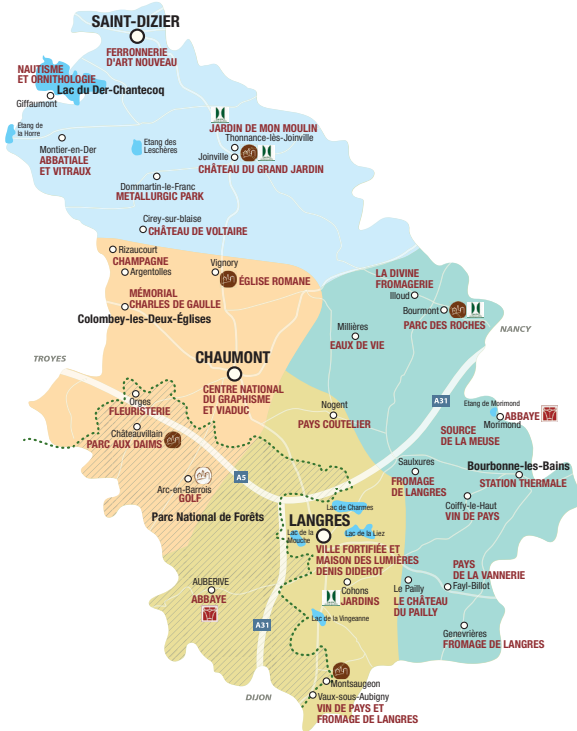 SAINT-DIZIER
FERRONNERIE
D'ART NOUVEAU
NAUTISME
ET ORNITHOLOGIE
Lac du Der-Chantecoq
Giffaumont
Etang de
la Horre
Montier-en-Der
ABBATIALE
ET VITRAUX
Etang des
Leschères
JARDIN DE MON MOULIN
Thonnance-lès-Joinville
Joinville
CHÂTEAU DU GRAND JARDIN
Dommartin-le-Franc
METALLURGIC PARK
Cirey-sur-blaise
CHÂTEAU DE VOLTAIRE
Rizaucourt
CHAMPAGNE
Argentolles
Vignory
ÉGLISE ROMANE
MÉMORIAL
CHARLES DE GAULLE
Colombey-les-Deux-Églises
LA DIVINE
FROMAGERIE
Illoud
Bourmont
PARC DES ROCHES
Millières
EAUX DE VIE
NANCY
TROYES
CHAUMONT
CENTRE NATIONAL
DU GRAPHISME
ET VIADUC
Orges
FLEURISTERIE
Châteauvillain
PARC AUX DAIMS
Nogent
PAYS COUTELIER
A31
Etang de Morimond
ABBAYE
Morimond
SOURCE
DE LA MEUSE
A5
Arc-en-Barrois
GOLF
Saulxures
FROMAGE
DE LANGRES
Bourbonne-les-Bains
STATION THERMALE
Coiffy-le-Haut
VIN DE PAYS
Parc National de Forêts
Lac de Charmes
LANGRES
Lac de la
Mouche
Lac de la Liez
VILLE FORTIFIÉE ET
MAISON DES LUMIÈRES
DENIS DIDEROT
AUBERIVE
ABBAYE
Cohons
JARDINS
Le Pailly
LE CHÂTEAU
DU PAILLY
PAYS
DE LA VANNERIE
Fayl-Billot
A31
Lac de la Vingeanne
Genevrières
FROMAGE DE LANGRES
Montsaugeon
DIJON
Vaux-sous-Aubigny
VIN DE PAYS ET
FROMAGE DE LANGRES